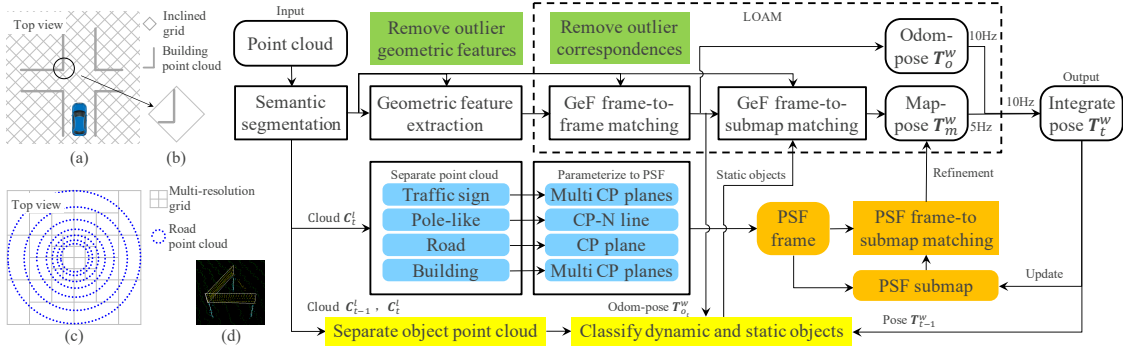 Top view
Inclined
grid
Building
point cloud
(a)
(b)
Top view
Multi-resolution
grid
Road
point cloud
(c)
(d)
Input
Point cloud
Remove outlier
geometric features
Remove outlier
correspondences
LOAM
Odom-
pose T_o^w
10Hz
Output
Semantic
segmentation
Geometric feature
extraction
GeF frame-to-
frame matching
GeF frame-to-
submap matching
Map-
pose T_m^w
5Hz
10Hz
Integrate
pose T_t^w
Separate point cloud
Parameterize to PSF
Static objects
Refinement
Cloud C_t^l
Traffic sign
Multi CP planes
Pole-like
CP-N line
Road
CP plane
Building
Multi CP planes
PSF
frame
PSF frame-to
submap matching
PSF submap
Update
Cloud C_{t-1}^l , C_t^l
Odom-pose T_{o_t}^w
Pose T_{t-1}^w
Separate object point cloud
Classify dynamic and static objects